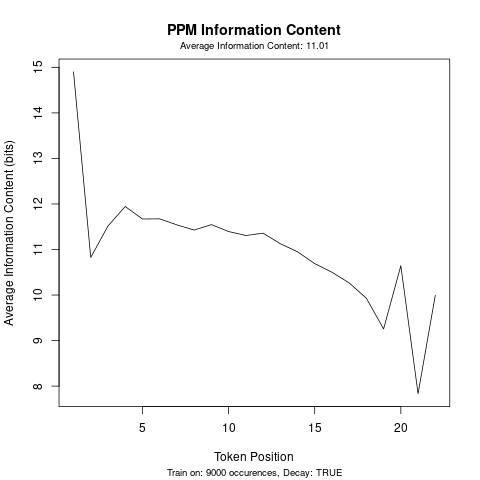 PPM Information Content
Average Information Content: 11.01
Average Information Content (bits)
15
14
13
12
11
10
9
8
5
10
15
20
Token Position
Train on: 9000 occurences, Decay: TRUE